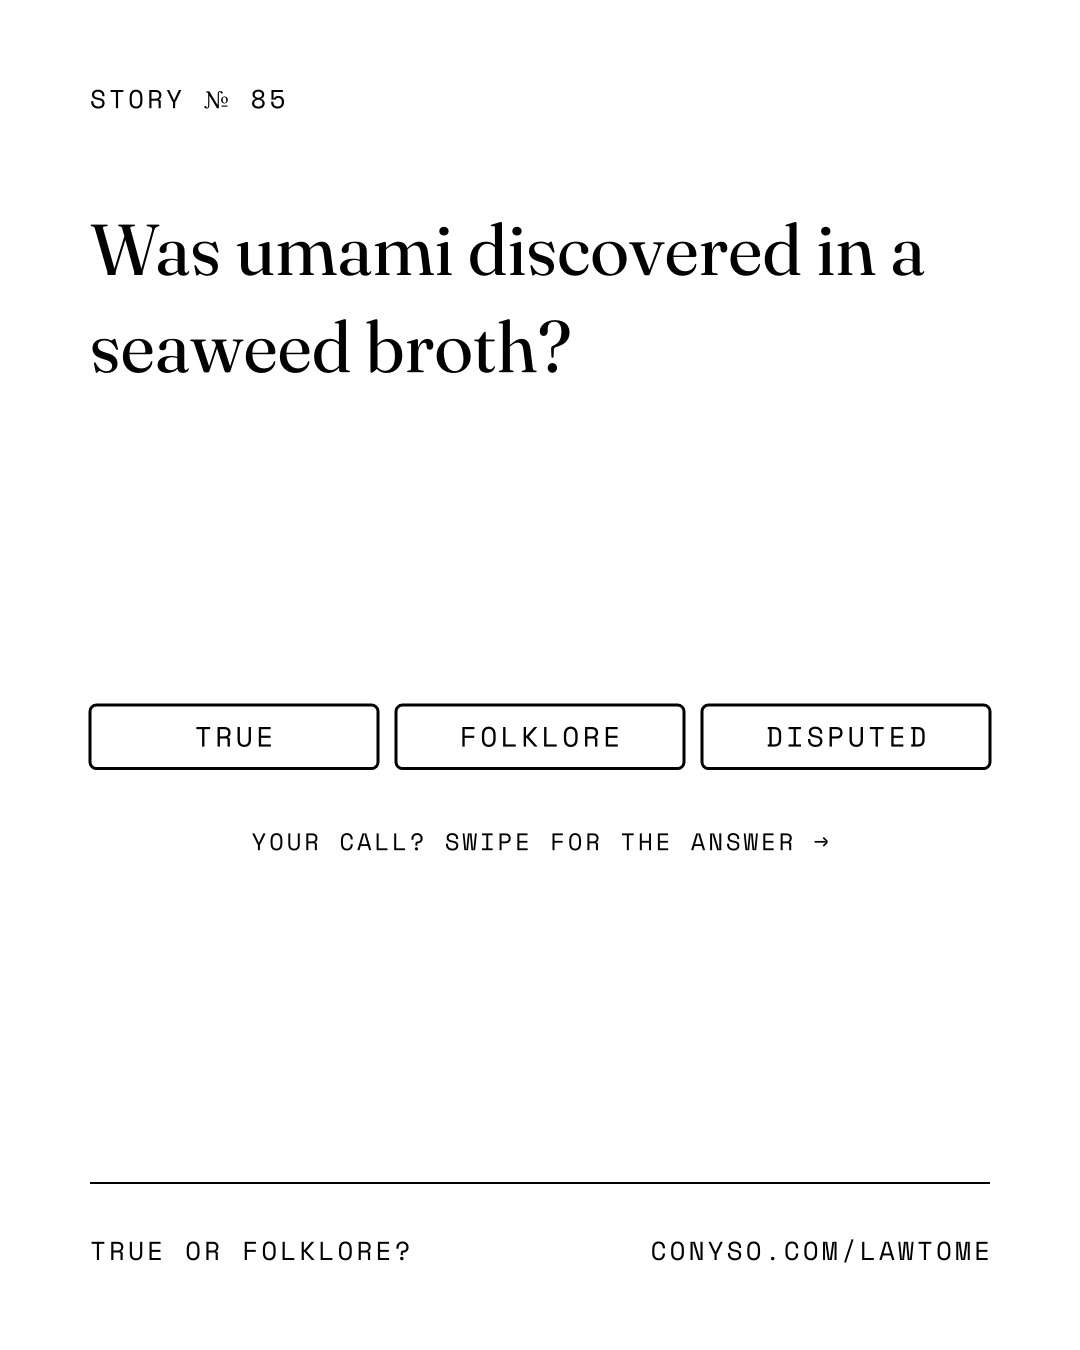 STORY № 85
Was umami discovered in a
seaweed broth?
TRUE
FOLKLORE
DISPUTED
YOUR CALL? SWIPE FOR THE ANSWER →
TRUE OR FOLKLORE?
CONYSO.COM/LAWTOME